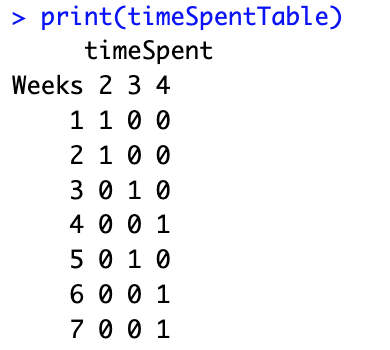 > print(timeSpentTable)
     timeSpent
Weeks 2 3 4
    1 1 0 0
    2 1 0 0
    3 0 1 0
    4 0 0 1
    5 0 1 0
    6 0 0 1
    7 0 0 1